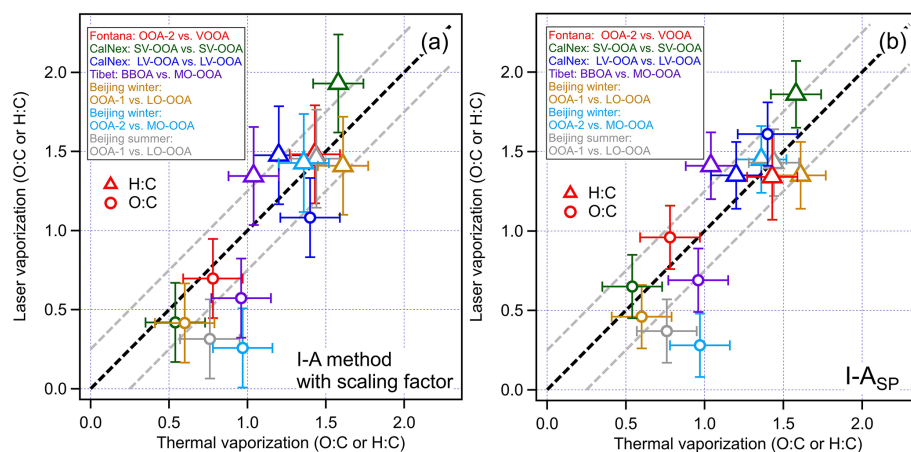 (a)
Fontana: OOA-2 vs. VOOA
CalNex: SV-OOA vs. SV-OOA
CalNex: LV-OOA vs. LV-OOA
Tibet: BBOA vs. MO-OOA
Beijing winter:
OOA-1 vs. LO-OOA
Beijing winter:
OOA-2 vs. MO-OOA
Beijing summer:
OOA-1 vs. LO-OOA
H:C
O:C
I-A method
with scaling factor
Laser vaporization (O:C or H:C)
2.0
1.5
1.0
0.5
0.0
0.0 0.5 1.0 1.5 2.0
Thermal vaporization (O:C or H:C)
(b)
Fontana: OOA-2 vs. VOOA
CalNex: SV-OOA vs. SV-OOA
CalNex: LV-OOA vs. LV-OOA
Tibet: BBOA vs. MO-OOA
Beijing winter:
OOA-1 vs. LO-OOA
Beijing winter:
OOA-2 vs. MO-OOA
Beijing summer:
OOA-1 vs. LO-OOA
H:C
O:C
I-ASP
Laser vaporization (O:C or H:C)
2.0
1.5
1.0
0.5
0.0
0.0 0.5 1.0 1.5 2.0
Thermal vaporization (O:C or H:C)